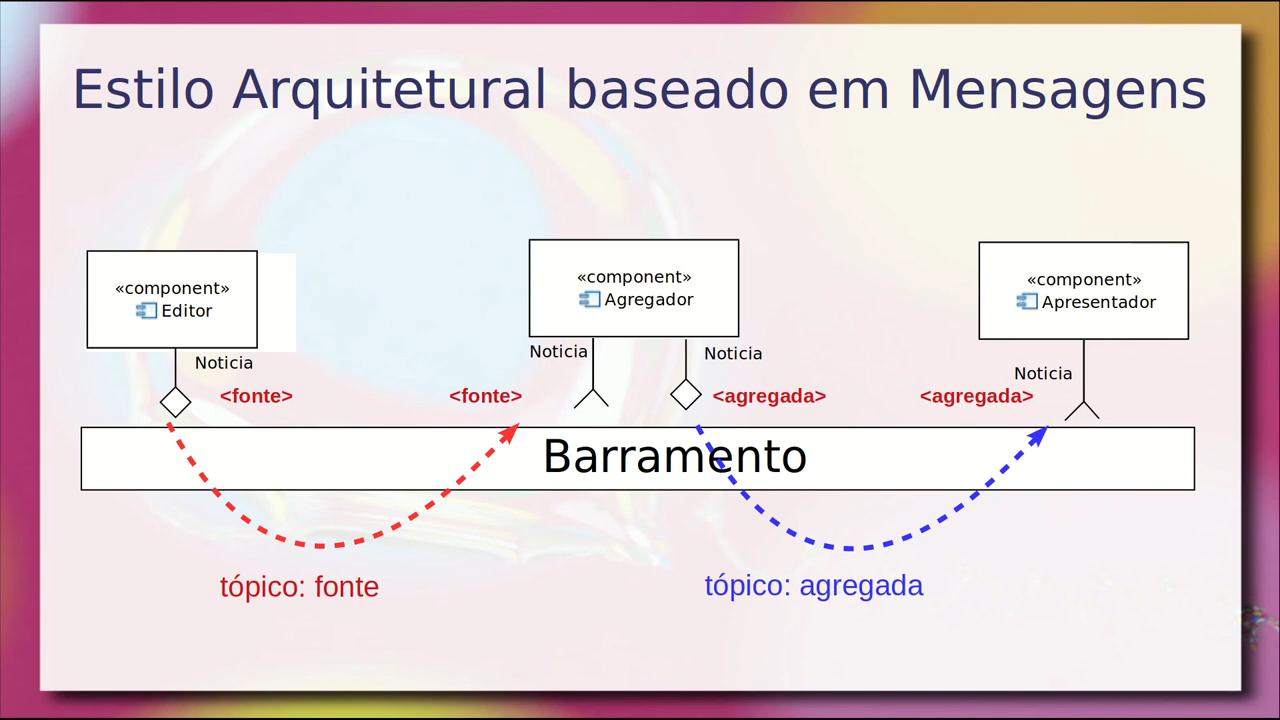 Estilo Arquitetural baseado em Mensagens
«component»
Editor
«component»
Agregador
«component»
Apresentador
Noticia
<fonte>
Noticia
<fonte>
Noticia
<agregada>
Noticia
<agregada>
Barramento
tópico: fonte
tópico: agregada